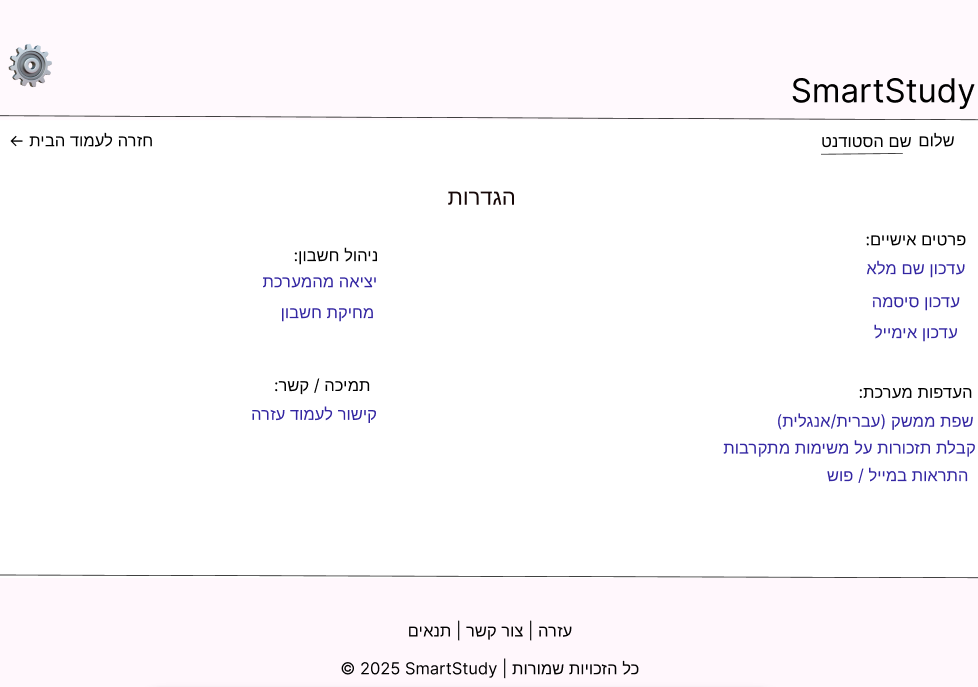 SmartStudy
שלום שם הסטודנט
חזרה לעמוד הבית ←
הגדרות
פרטים אישיים:
עדכון שם מלא
עדכון סיסמה
עדכון אימייל
העדפות מערכת:
שפת ממשק (עברית/אנגלית)
קבלת תזכורות על משימות מתקרבות
התראות במייל / פוש
ניהול חשבון:
יציאה מהמערכת
מחיקת חשבון
תמיכה / קשר:
קישור לעמוד עזרה
עזרה | צור קשר | תנאים
כל הזכויות שמורות | SmartStudy 2025 ©